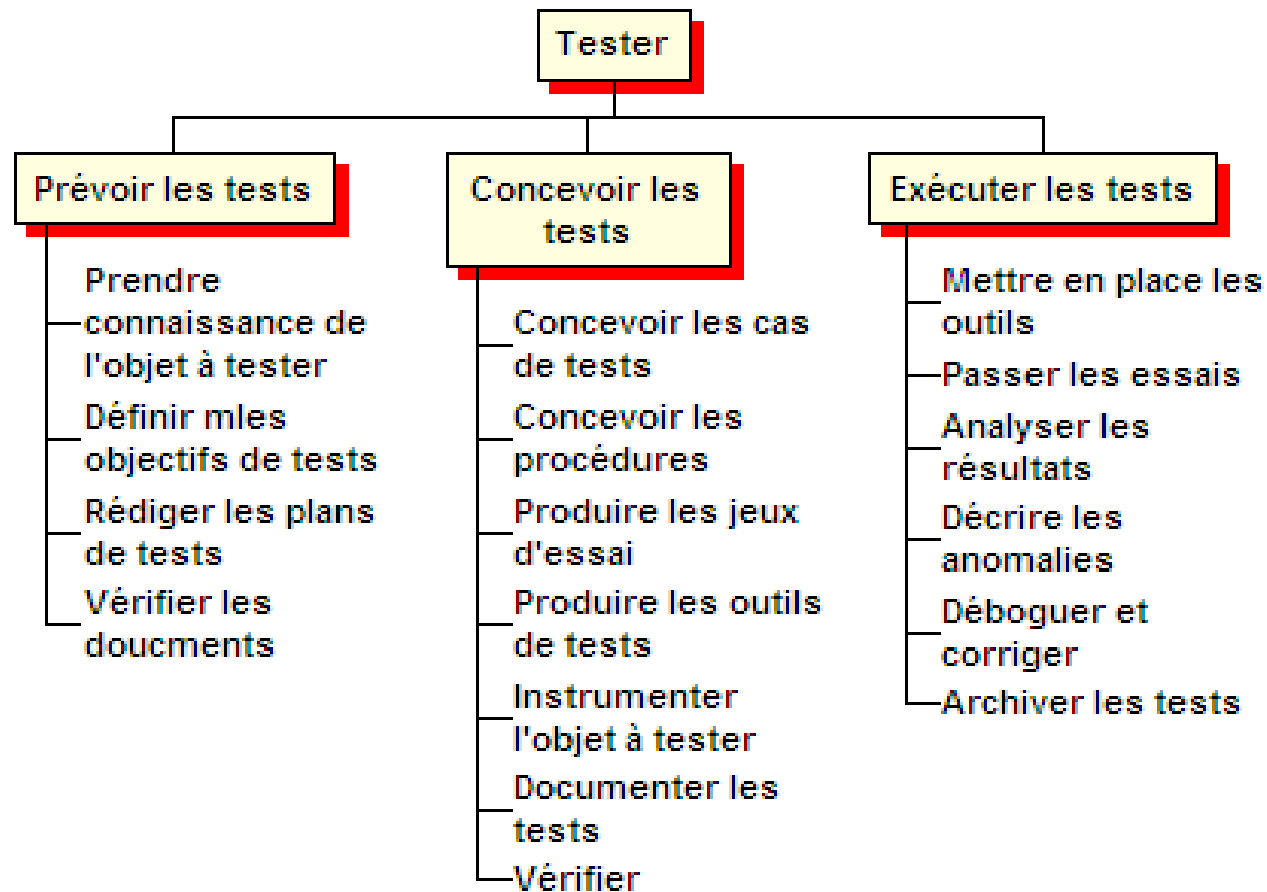 Tester
Prévoir les tests
Prendre
connaissance de
l'objet à tester
Définir mles
objectifs de tests
Rédiger les plans
de tests
Vérifier les
doucments
Concevoir les
tests
Concevoir les cas
de tests
Concevoir les
procédures
Produire les jeux
d'essai
Produire les outils
de tests
Instrumenter
l'objet à tester
Documenter les
tests
Vérifier
Exécuter les tests
Mettre en place les
outils
Passer les essais
Analyser les
résultats
Décrire les
anomalies
Déboguer et
corriger
Archiver les tests